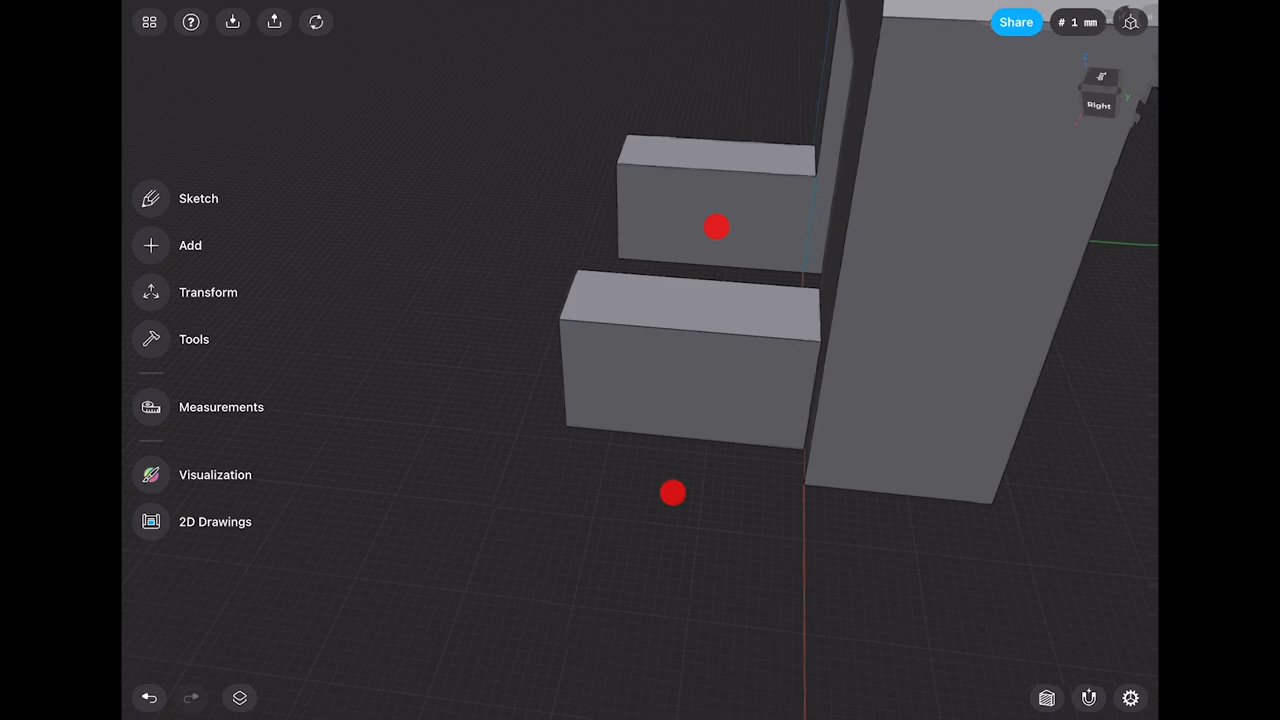 Share
# 1 mm
Z
Y
Right
Sketch
Add
Transform
Tools
Measurements
Visualization
2D Drawings